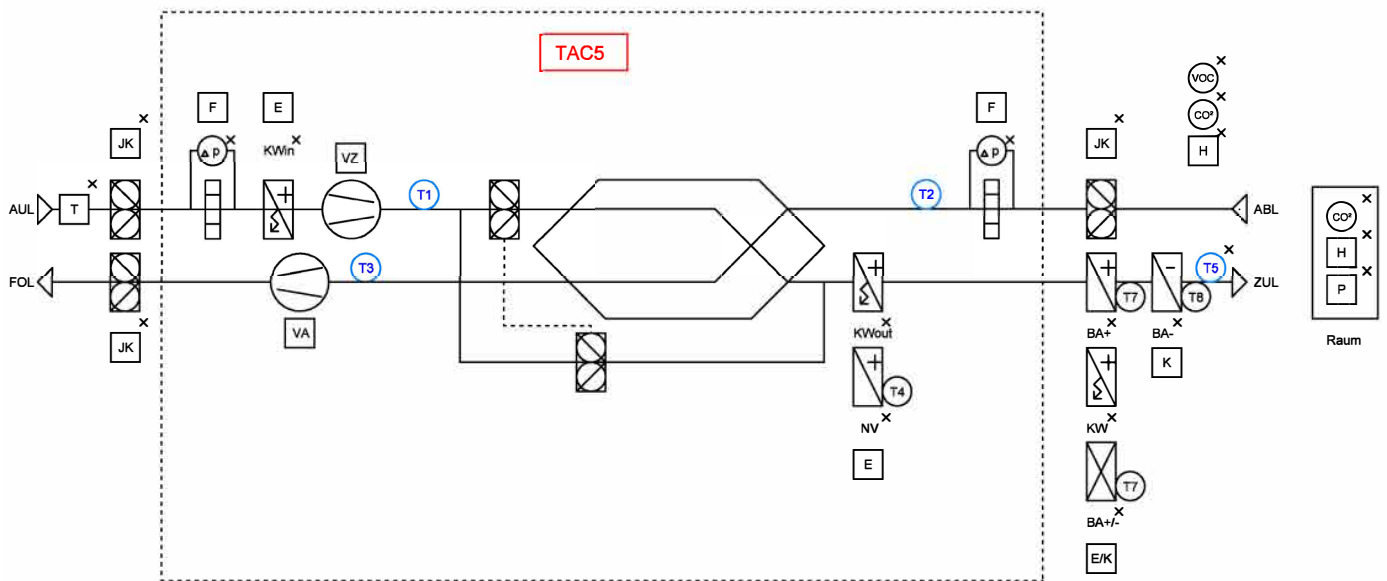 TAC5
VOC
F
E
F
CO²
JK
JK
Δ p
KWin
VZ
Δ p
H
AUL
T
T1
T2
ABL
CO²
H
FOL
T3
T5
ZUL
P
T7
T8
JK
VA
KWout
BA+
BA-
Raum
K
T4
NV
KW
E
T7
BA+/-
E/K